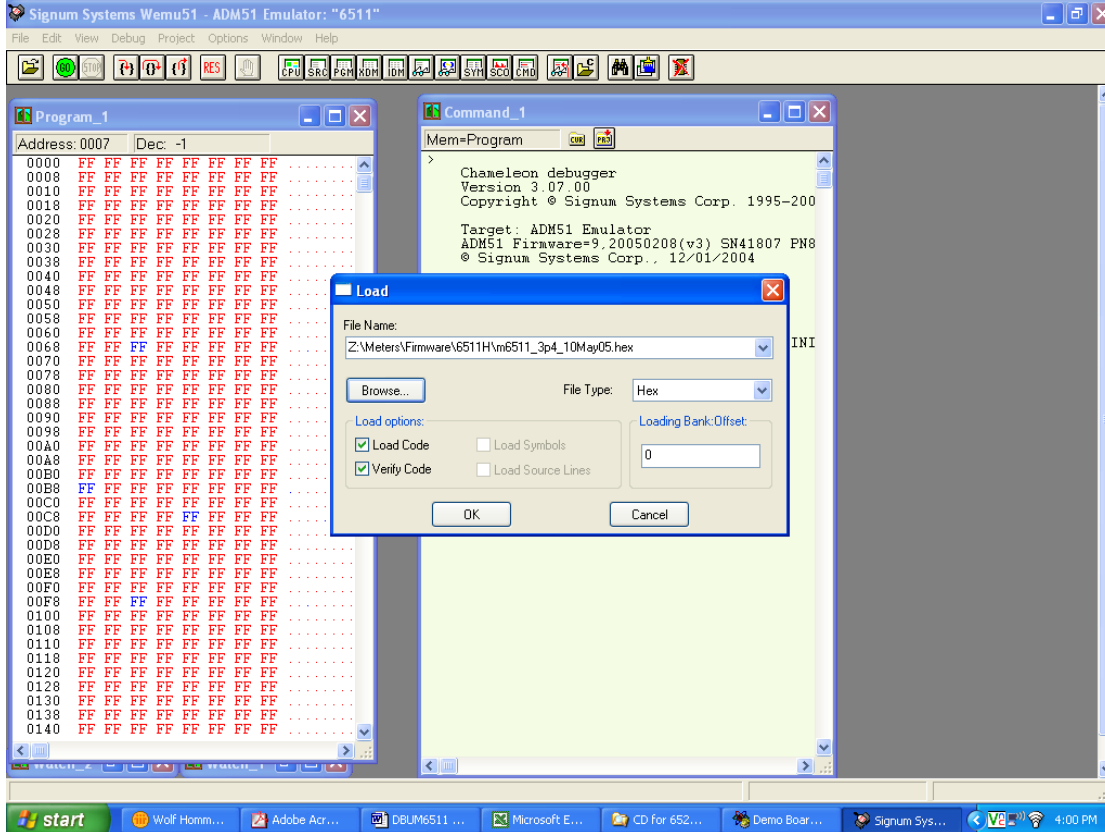 Signum Systems Wemu51 - ADM51 Emulator: "6511"
File Edit View Debug Project Options Window Help
GO STOP RES CPU SRC PGM XDM IDM SYM SCO CMD
Program_1
Address: 0007 Dec: -1
0000 FF FF FF FF FF FF FF FF ........
0008 FF FF FF FF FF FF FF FF ........
0010 FF FF FF FF FF FF FF FF ........
0018 FF FF FF FF FF FF FF FF ........
0020 FF FF FF FF FF FF FF FF ........
0028 FF FF FF FF FF FF FF FF ........
0030 FF FF FF FF FF FF FF FF ........
0038 FF FF FF FF FF FF FF FF ........
0040 FF FF FF FF FF FF FF FF
0048 FF FF FF FF FF FF FF FF
0050 FF FF FF FF FF FF FF FF
0058 FF FF FF FF FF FF FF FF
0060 FF FF FF FF FF FF FF FF
0068 FF FF FF FF FF FF FF FF
0070 FF FF FF FF FF FF FF FF
0078 FF FF FF FF FF FF FF FF
0080 FF FF FF FF FF FF FF FF
0088 FF FF FF FF FF FF FF FF
0090 FF FF FF FF FF FF FF FF
0098 FF FF FF FF FF FF FF FF
00A0 FF FF FF FF FF FF FF FF
00A8 FF FF FF FF FF FF FF FF
00B0 FF FF FF FF FF FF FF FF
00B8 FF FF FF FF FF FF FF FF
00C0 FF FF FF FF FF FF FF FF
00C8 FF FF FF FF FF FF FF FF
00D0 FF FF FF FF FF FF FF FF
00D8 FF FF FF FF FF FF FF FF ........
00E0 FF FF FF FF FF FF FF FF ........
00E8 FF FF FF FF FF FF FF FF ........
00F0 FF FF FF FF FF FF FF FF ........
00F8 FF FF FF FF FF FF FF FF ........
0100 FF FF FF FF FF FF FF FF ........
0108 FF FF FF FF FF FF FF FF ........
0110 FF FF FF FF FF FF FF FF ........
0118 FF FF FF FF FF FF FF FF ........
0120 FF FF FF FF FF FF FF FF ........
0128 FF FF FF FF FF FF FF FF ........
0130 FF FF FF FF FF FF FF FF ........
0138 FF FF FF FF FF FF FF FF ........
0140 FF FF FF FF FF FF FF FF ........
Watch_2 Watch_1
Command_1
Mem=Program CUR PRJ
>
Chameleon debugger
Version 3.07.00
Copyright © Signum Systems Corp. 1995-200
Target: ADM51 Emulator
ADM51 Firmware=9,20050208(v3) SN41807 PN8
© Signum Systems Corp., 12/01/2004
INI
Load
File Name:
Z:\Meters\Firmware\6511H\m6511_3p4_10May05.hex
Browse... File Type: Hex
Load options: Loading Bank:Offset:
Load Code Load Symbols
0
Verify Code Load Source Lines
OK Cancel
start Wolf Homm... Adobe Acr... DBUM6511 ... Microsoft E... CD for 652... Demo Boar... Signum Sys... 4:00 PM